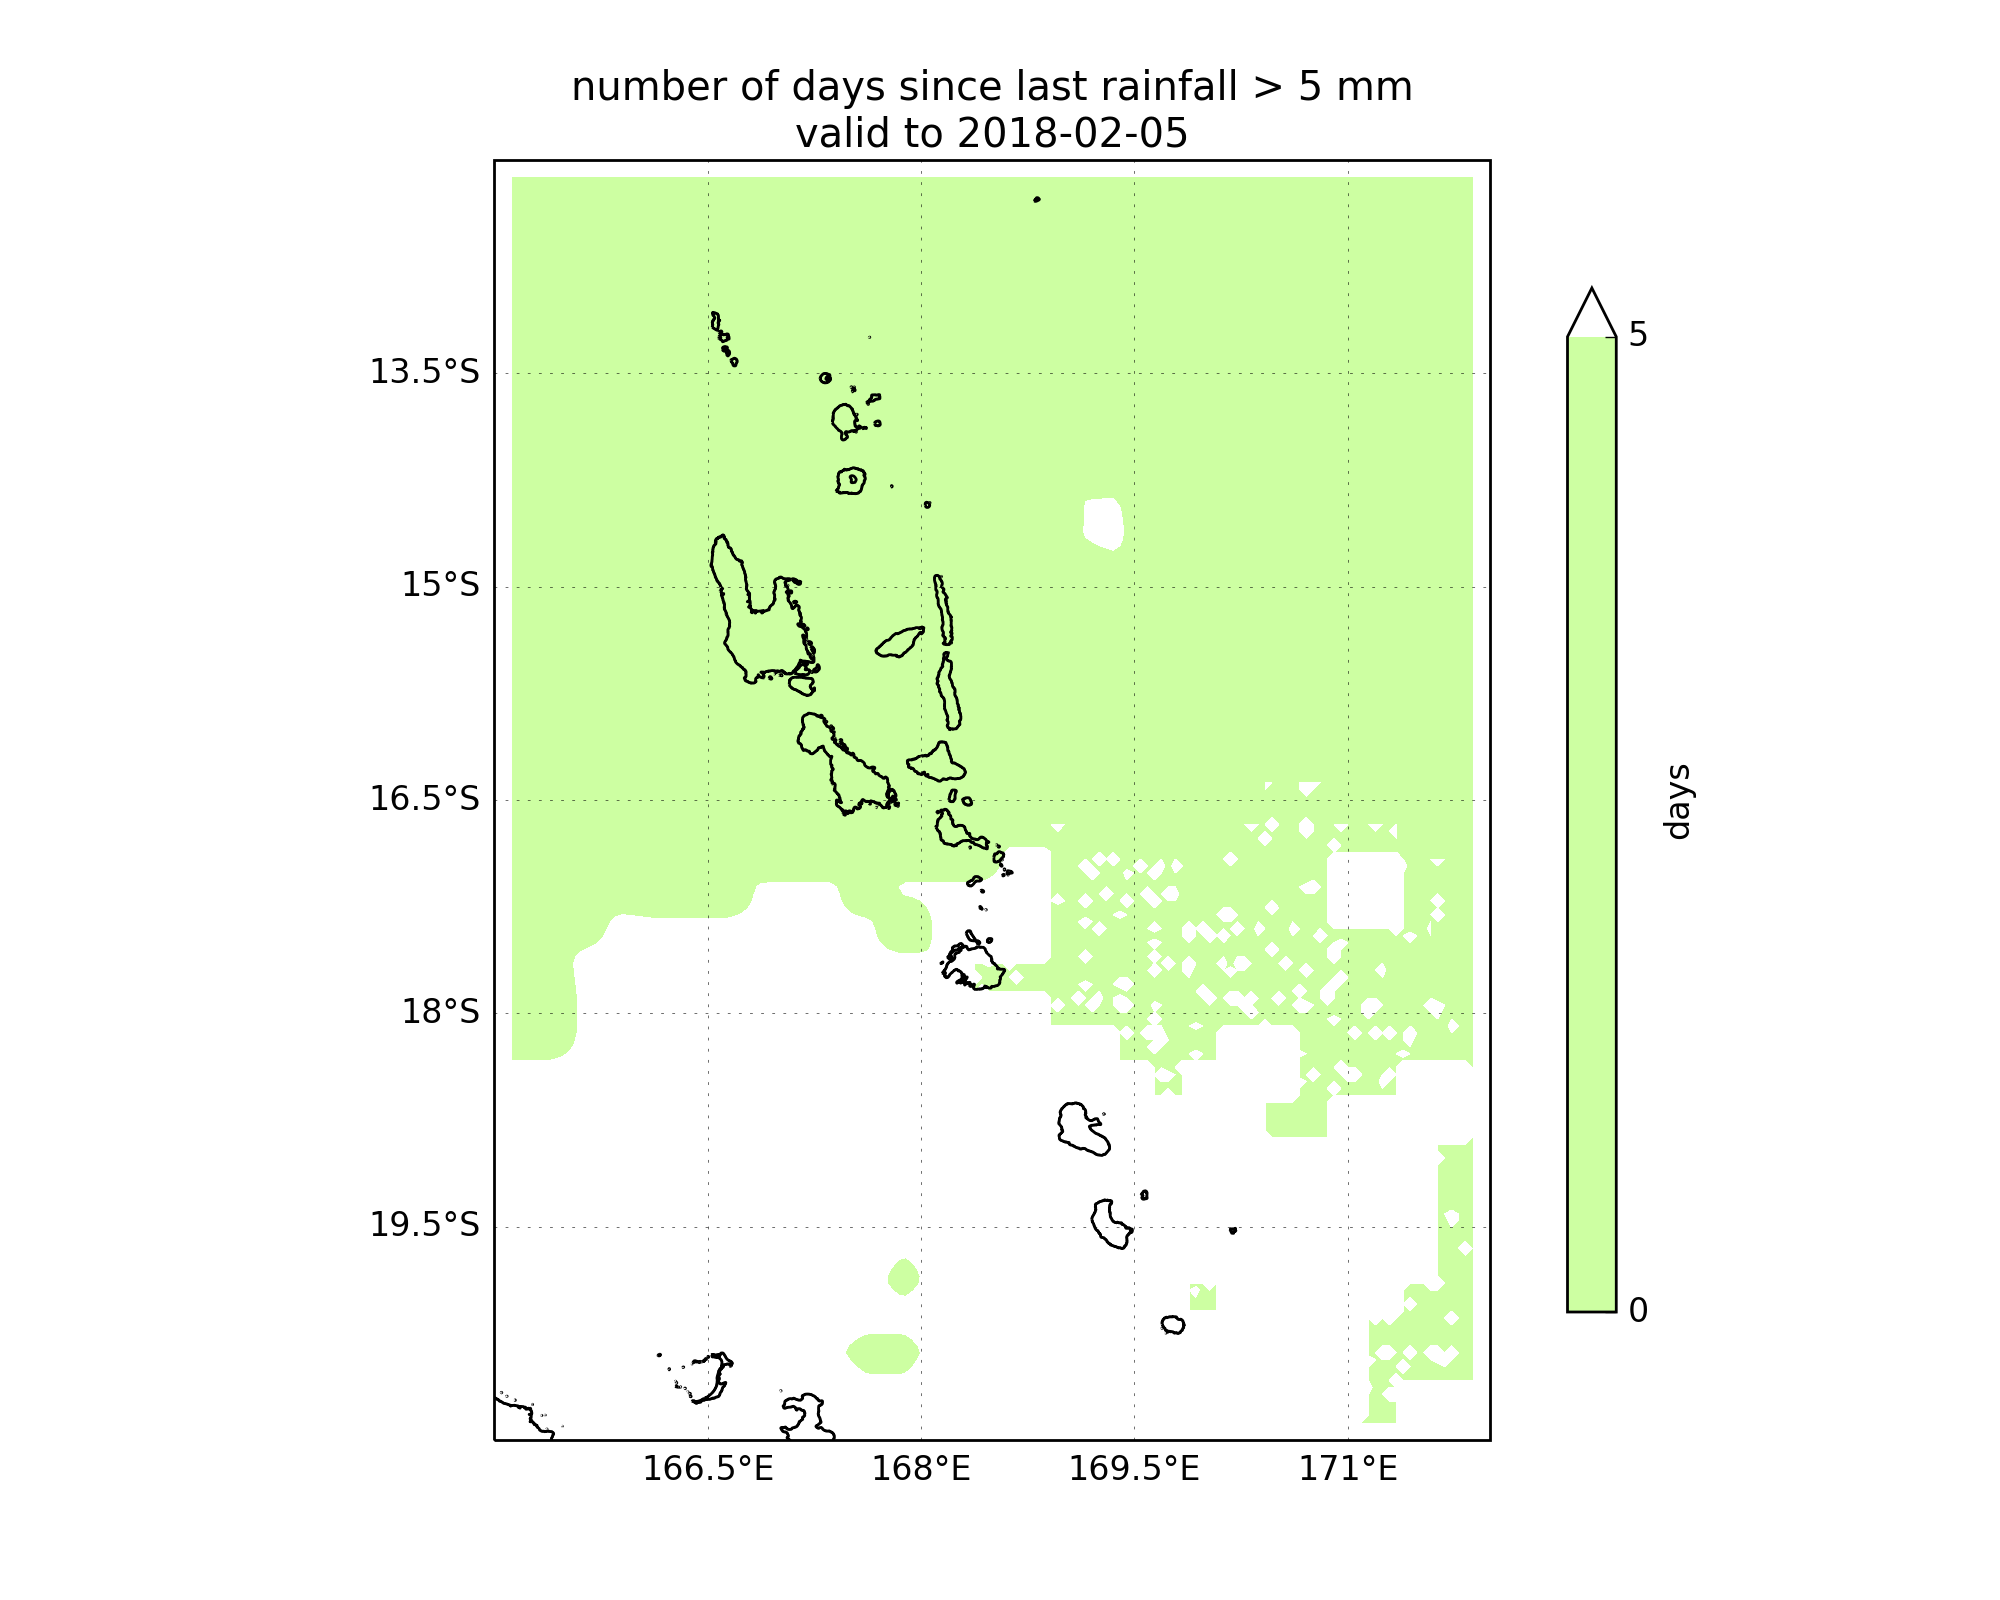 number of days since last rainfall > 5 mm
valid to 2018-02-05
13.5°S
15°S
16.5°S
18°S
19.5°S
166.5°E
168°E
169.5°E
171°E
5
days
0